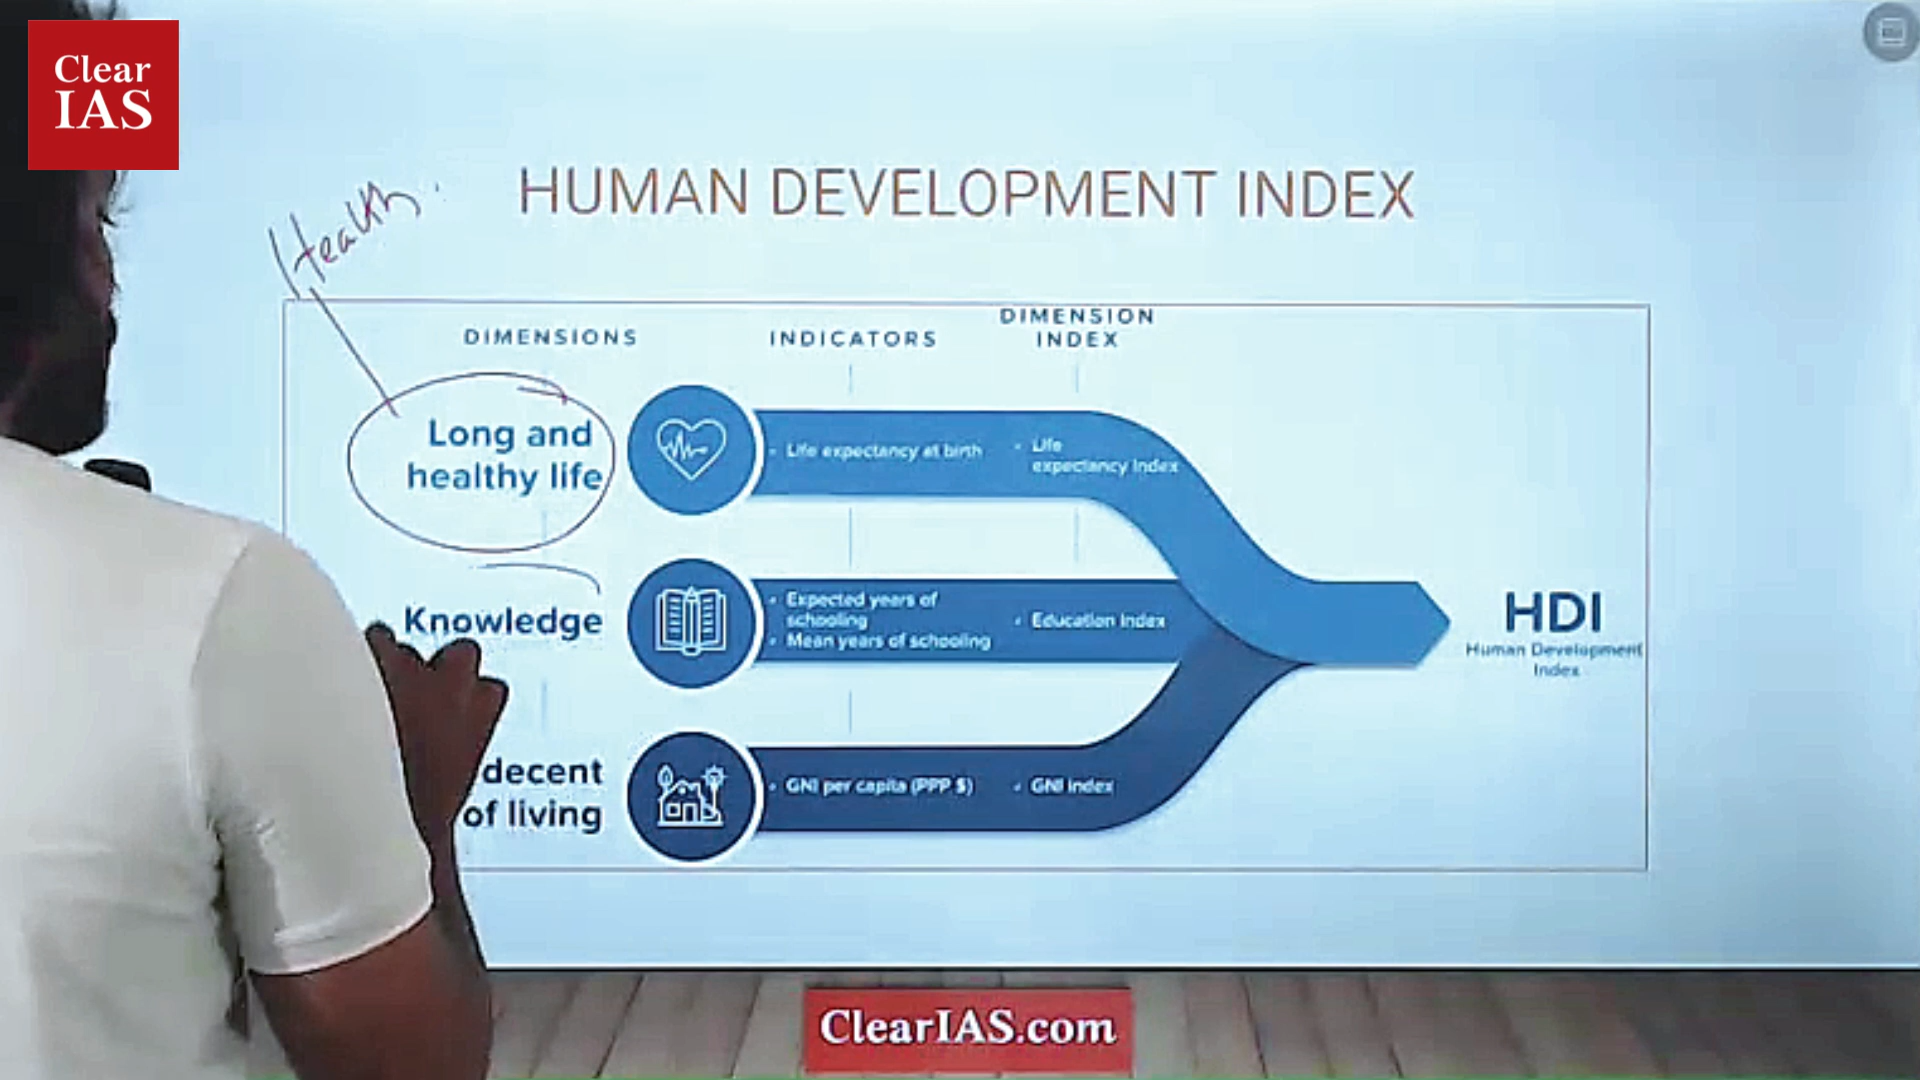 Clear
IAS
HUMAN DEVELOPMENT INDEX
Health.
DIMENSIONS
INDICATORS
DIMENSION
INDEX
Long and
healthy life
Life expectancy at birth
Life
expectancy index
Knowledge
Expected years of
schooling
Mean years of schooling
Education index
HDI
Human Development
Index
decent
of living
GNI per capita (PPP $)
GNI index
ClearIAS.com